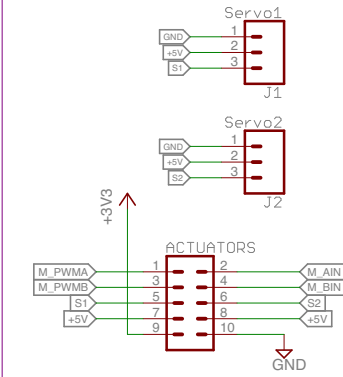 Servo1
GND 1
+5V 2
S1 3
J1
Servo2
GND 1
+5V 2
S2 3
J2
+3V3
ACTUATORS
M_PWMA 1 2 M_AIN
M_PWMB 3 4 M_BIN
S1 5 6 S2
+5V 7 8 +5V
9 10
GND